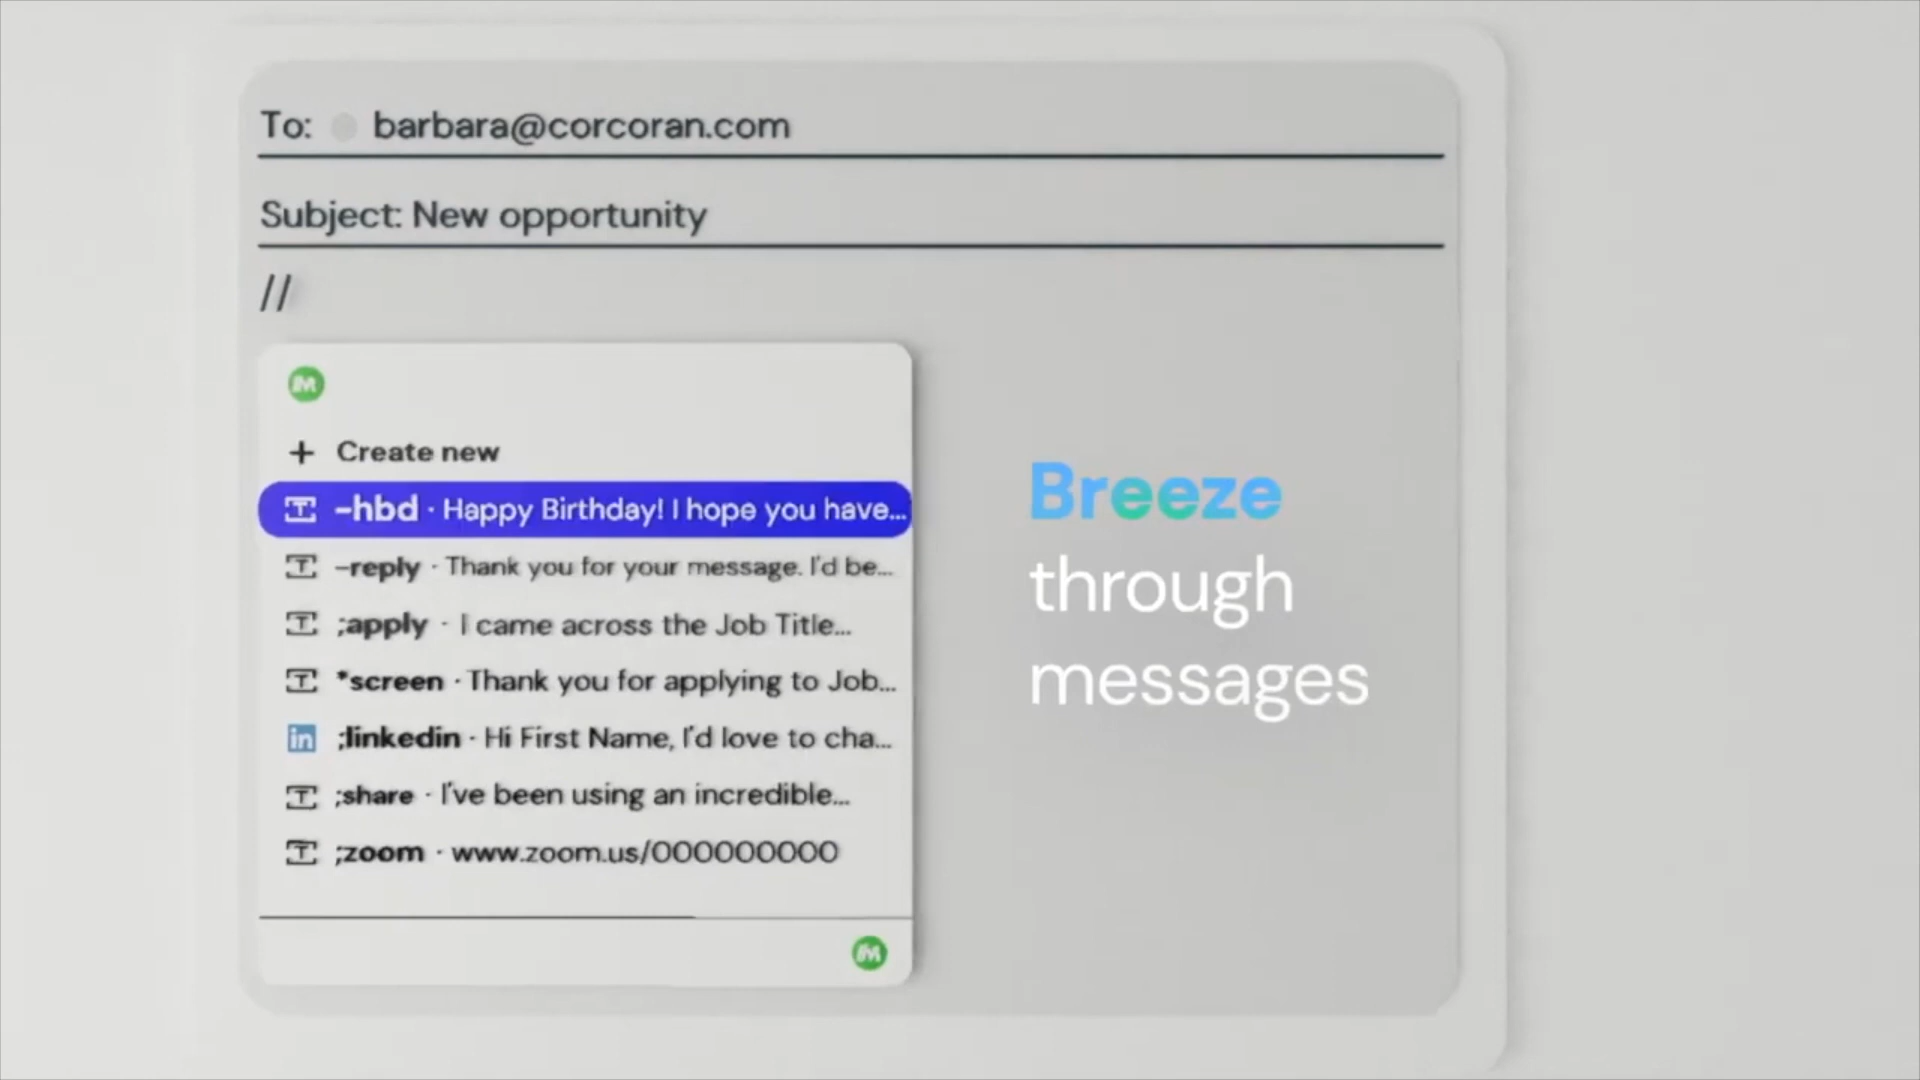 To: barbara@corcoran.com
Subject: New opportunity
//
+ Create new
-hbd · Happy Birthday! I hope you have...
-reply · Thank you for your message. I'd be...
;apply · I came across the Job Title...
*screen · Thank you for applying to Job...
in ;linkedin · Hi First Name, I'd love to cha...
;share · I've been using an incredible...
;zoom · www.zoom.us/000000000
Breeze
through
messages